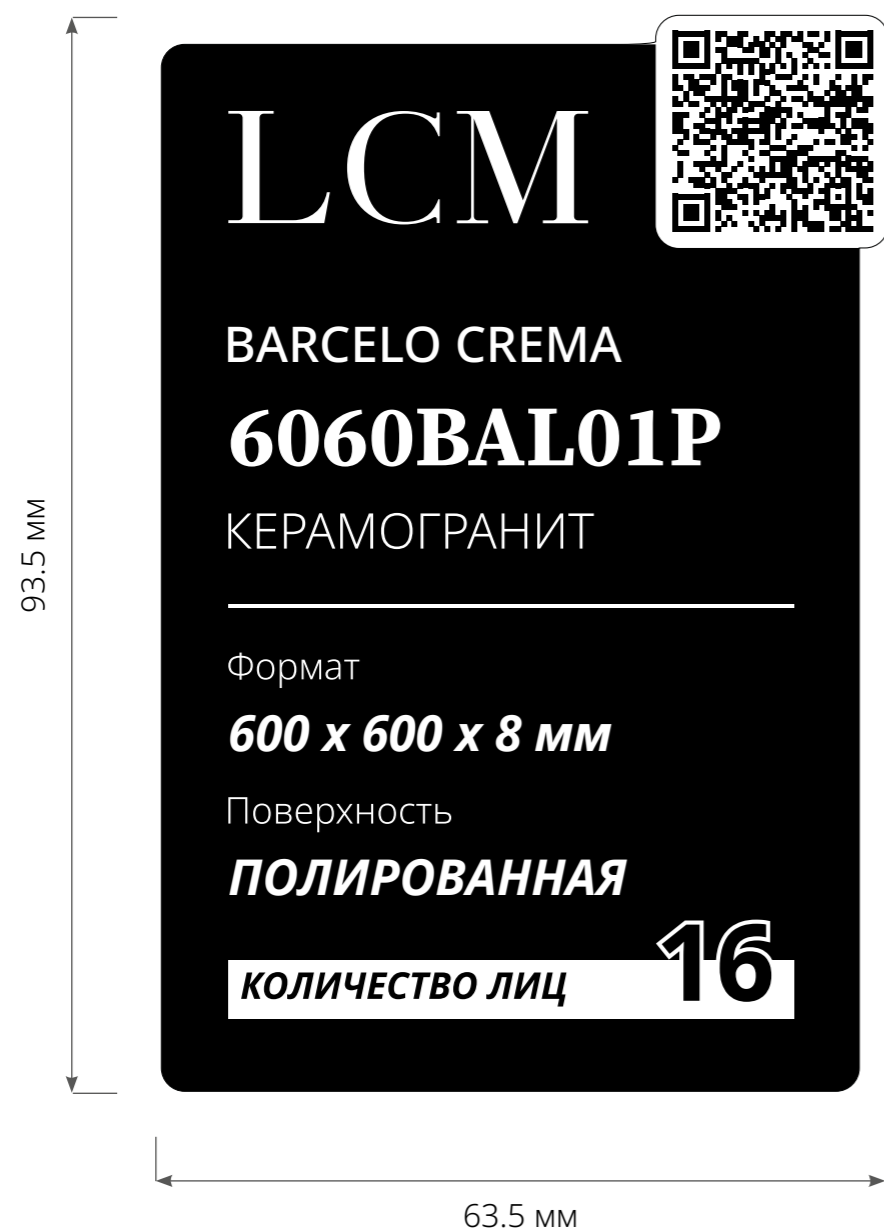 LCM
BARCELO CREMA
6060BAL01P
КЕРАМОГРАНИТ
Формат
600 x 600 x 8 мм
Поверхность
ПОЛИРОВАННАЯ
КОЛИЧЕСТВО ЛИЦ 16
93.5 мм
63.5 мм